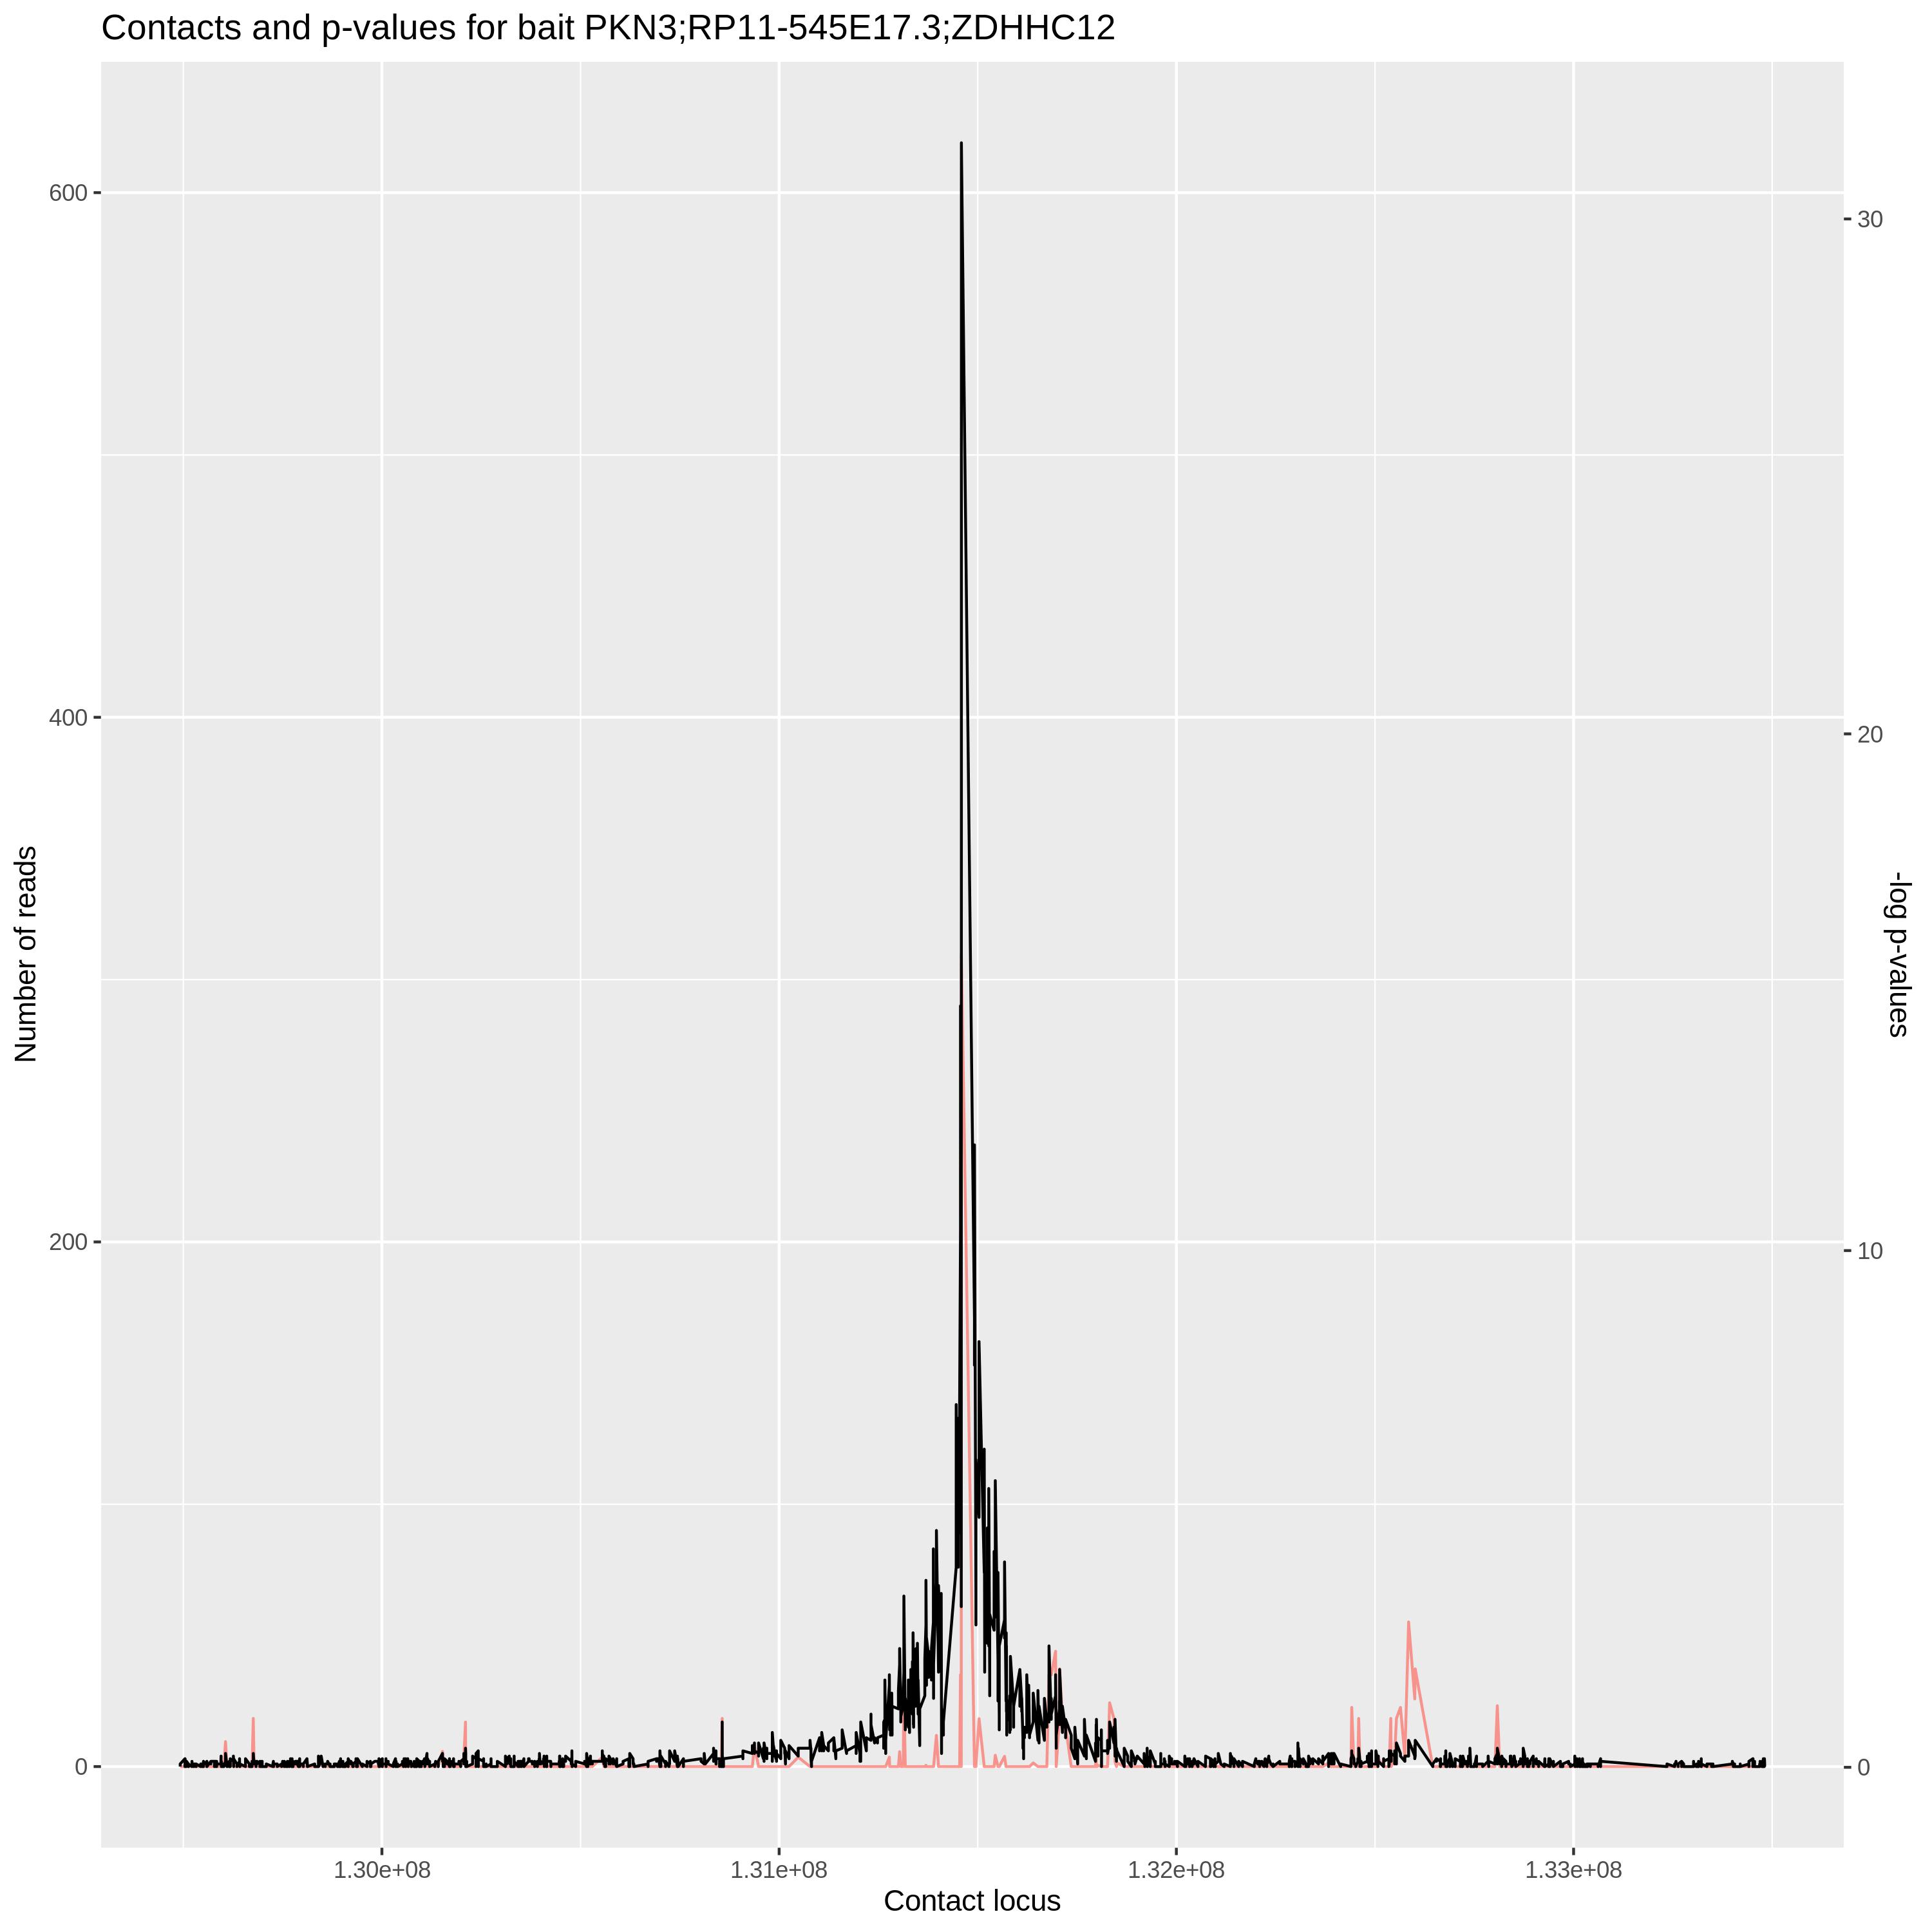 Contacts and p-values for bait PKN3;RP11-545E17.3;ZDHHC12
600
400
200
0
Number of reads
30
20
10
0
-log p-values
1.30e+08
1.31e+08
1.32e+08
1.33e+08
Contact locus